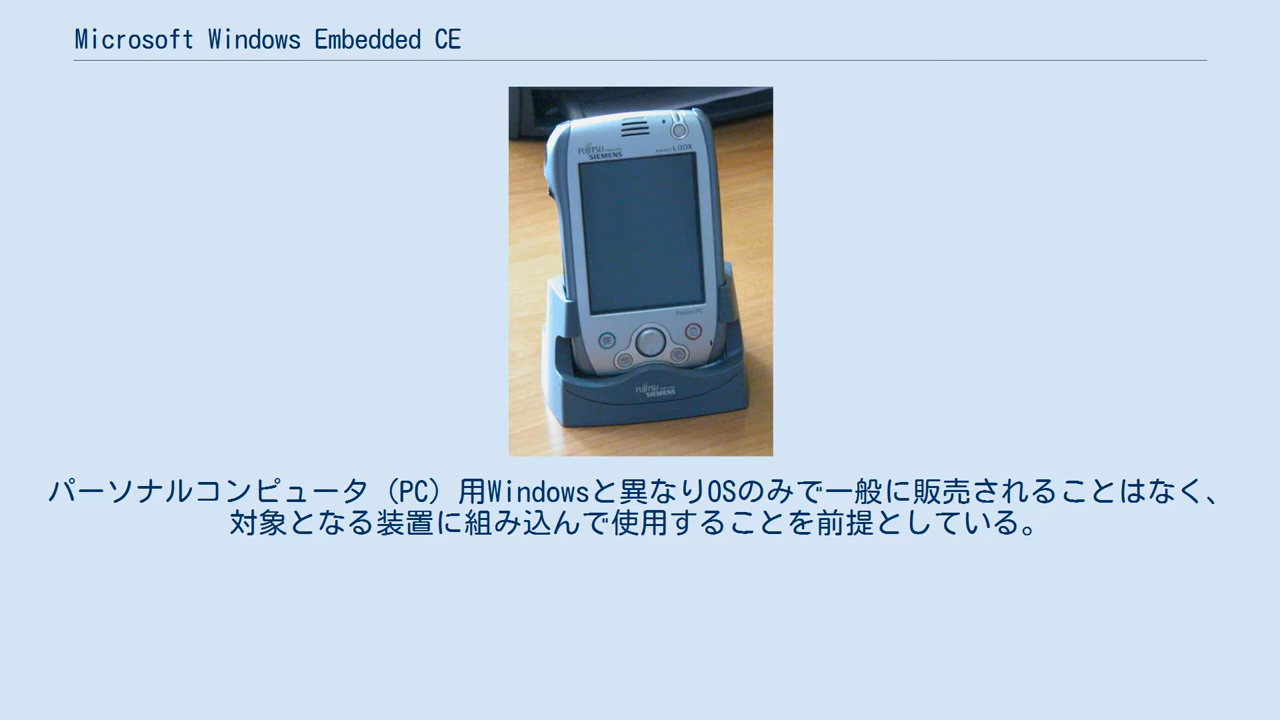 Microsoft Windows Embedded CE
FUJITSU COMPUTERS
SIEMENS
POCKET LOOX
Pocket PC
FUJITSU COMPUTERS
SIEMENS
パーソナルコンピュータ（PC）用Windowsと異なりOSのみで一般に販売されることはなく、
対象となる装置に組み込んで使用することを前提としている。